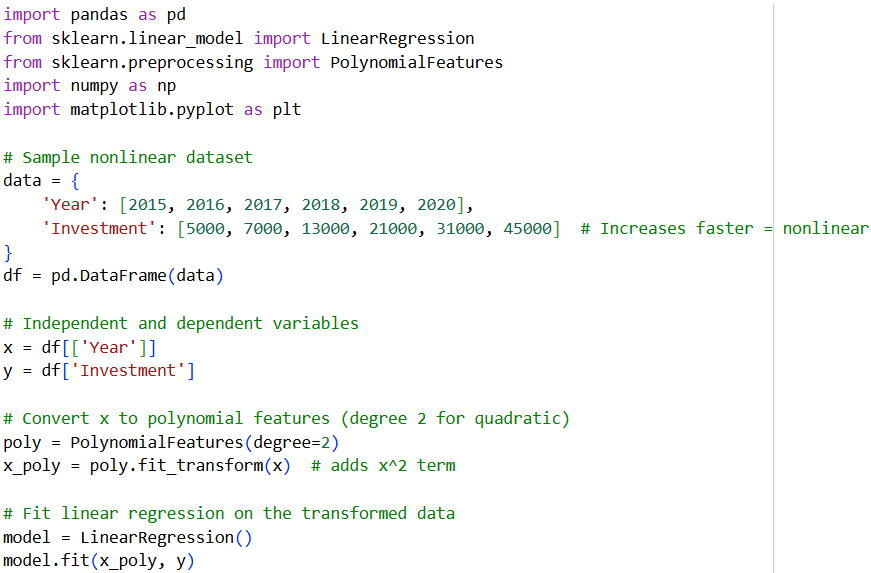 import pandas as pd
from sklearn.linear_model import LinearRegression
from sklearn.preprocessing import PolynomialFeatures
import numpy as np
import matplotlib.pyplot as plt

# Sample nonlinear dataset
data = {
    'Year': [2015, 2016, 2017, 2018, 2019, 2020],
    'Investment': [5000, 7000, 13000, 21000, 31000, 45000]  # Increases faster = nonlinear
}
df = pd.DataFrame(data)

# Independent and dependent variables
x = df[['Year']]
y = df['Investment']

# Convert x to polynomial features (degree 2 for quadratic)
poly = PolynomialFeatures(degree=2)
x_poly = poly.fit_transform(x)  # adds x^2 term

# Fit linear regression on the transformed data
model = LinearRegression()
model.fit(x_poly, y)